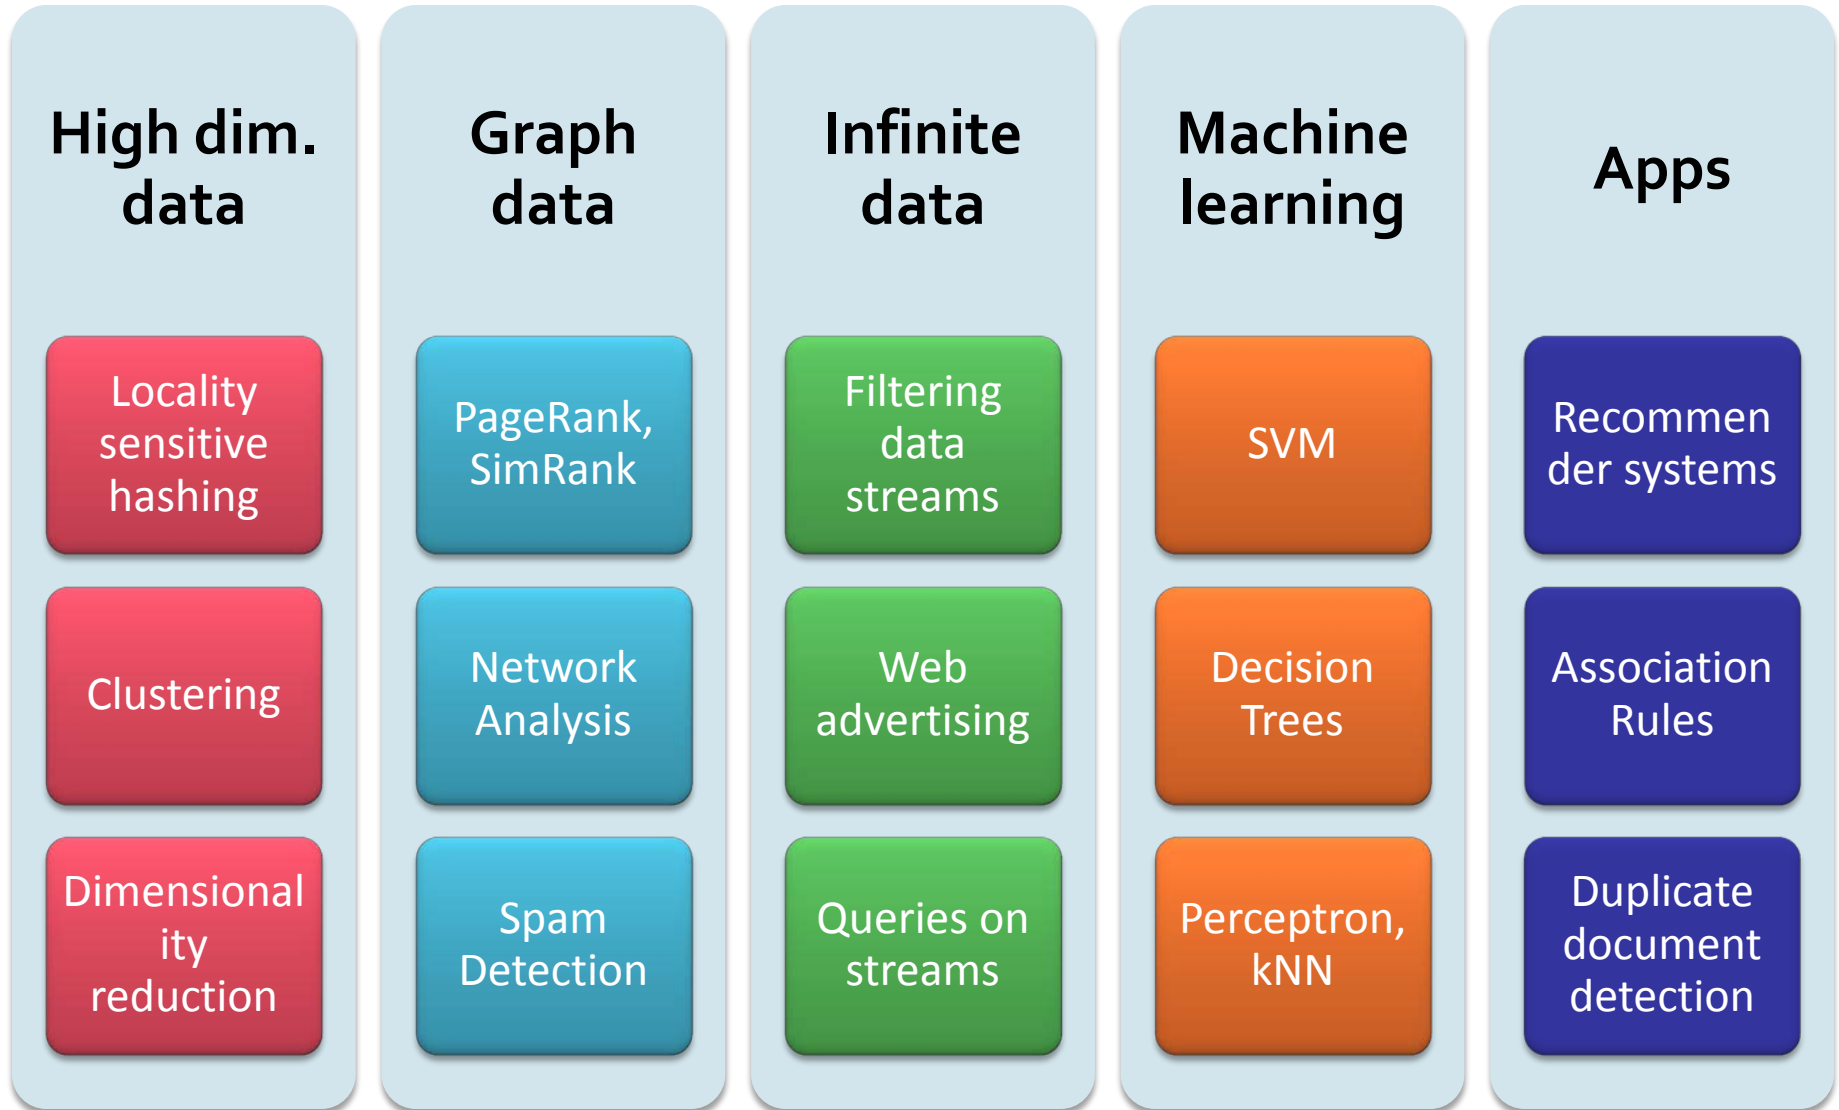 High dim.
data
Locality
sensitive
hashing
Clustering
Dimensional
ity
reduction
Graph
data
PageRank,
SimRank
Network
Analysis
Spam
Detection
Infinite
data
Filtering
data
streams
Web
advertising
Queries on
streams
Machine
learning
SVM
Decision
Trees
Perceptron,
kNN
Apps
Recommen
der systems
Association
Rules
Duplicate
document
detection